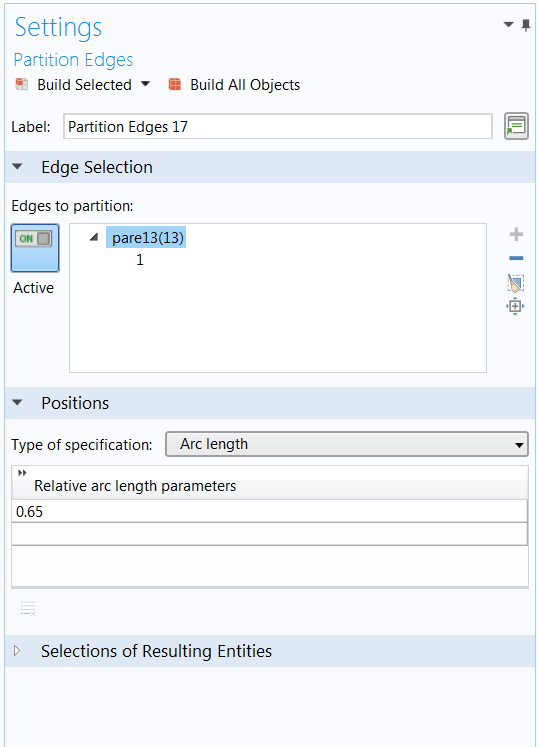 Settings
Partition Edges
Build Selected
Build All Objects
Label: Partition Edges 17
Edge Selection
Edges to partition:
ON
pare13(13)
1
Active
Positions
Type of specification: Arc length
Relative arc length parameters
0.65
Selections of Resulting Entities